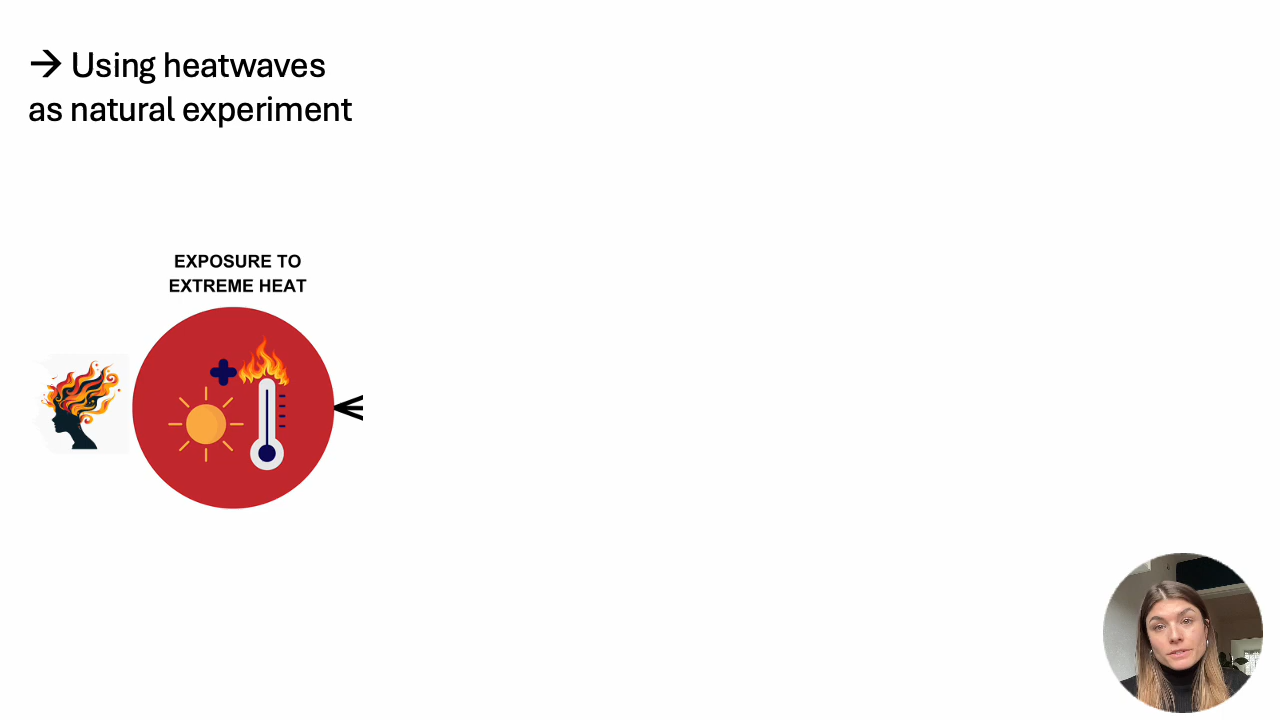 → Using heatwaves
as natural experiment
EXPOSURE TO
EXTREME HEAT